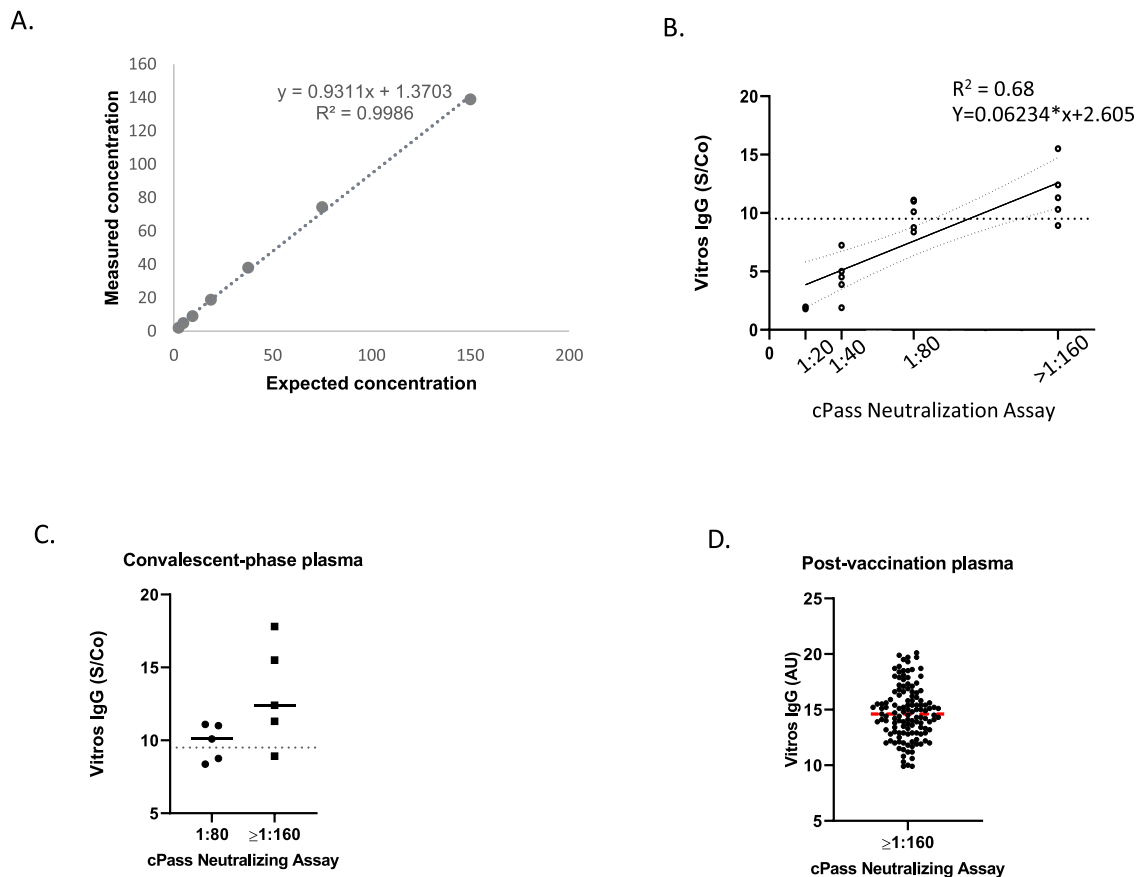 A.
160
140
120
100
80
60
40
20
0
y = 0.9311x + 1.3703
R² = 0.9986
Measured concentration
0
50
100
150
200
Expected concentration
B.
R² = 0.68
Y=0.06234*x+2.605
20
15
10
5
0
Vitros IgG (S/Co)
0
1:20
1:40
1:80
>1:160
cPass Neutralization Assay
C.
Convalescent-phase plasma
20
15
10
5
Vitros IgG (S/Co)
1:80
≥1:160
cPass Neutralizing Assay
D.
Post-vaccination plasma
25
20
15
10
5
Vitros IgG (AU)
≥1:160
cPass Neutralizing Assay